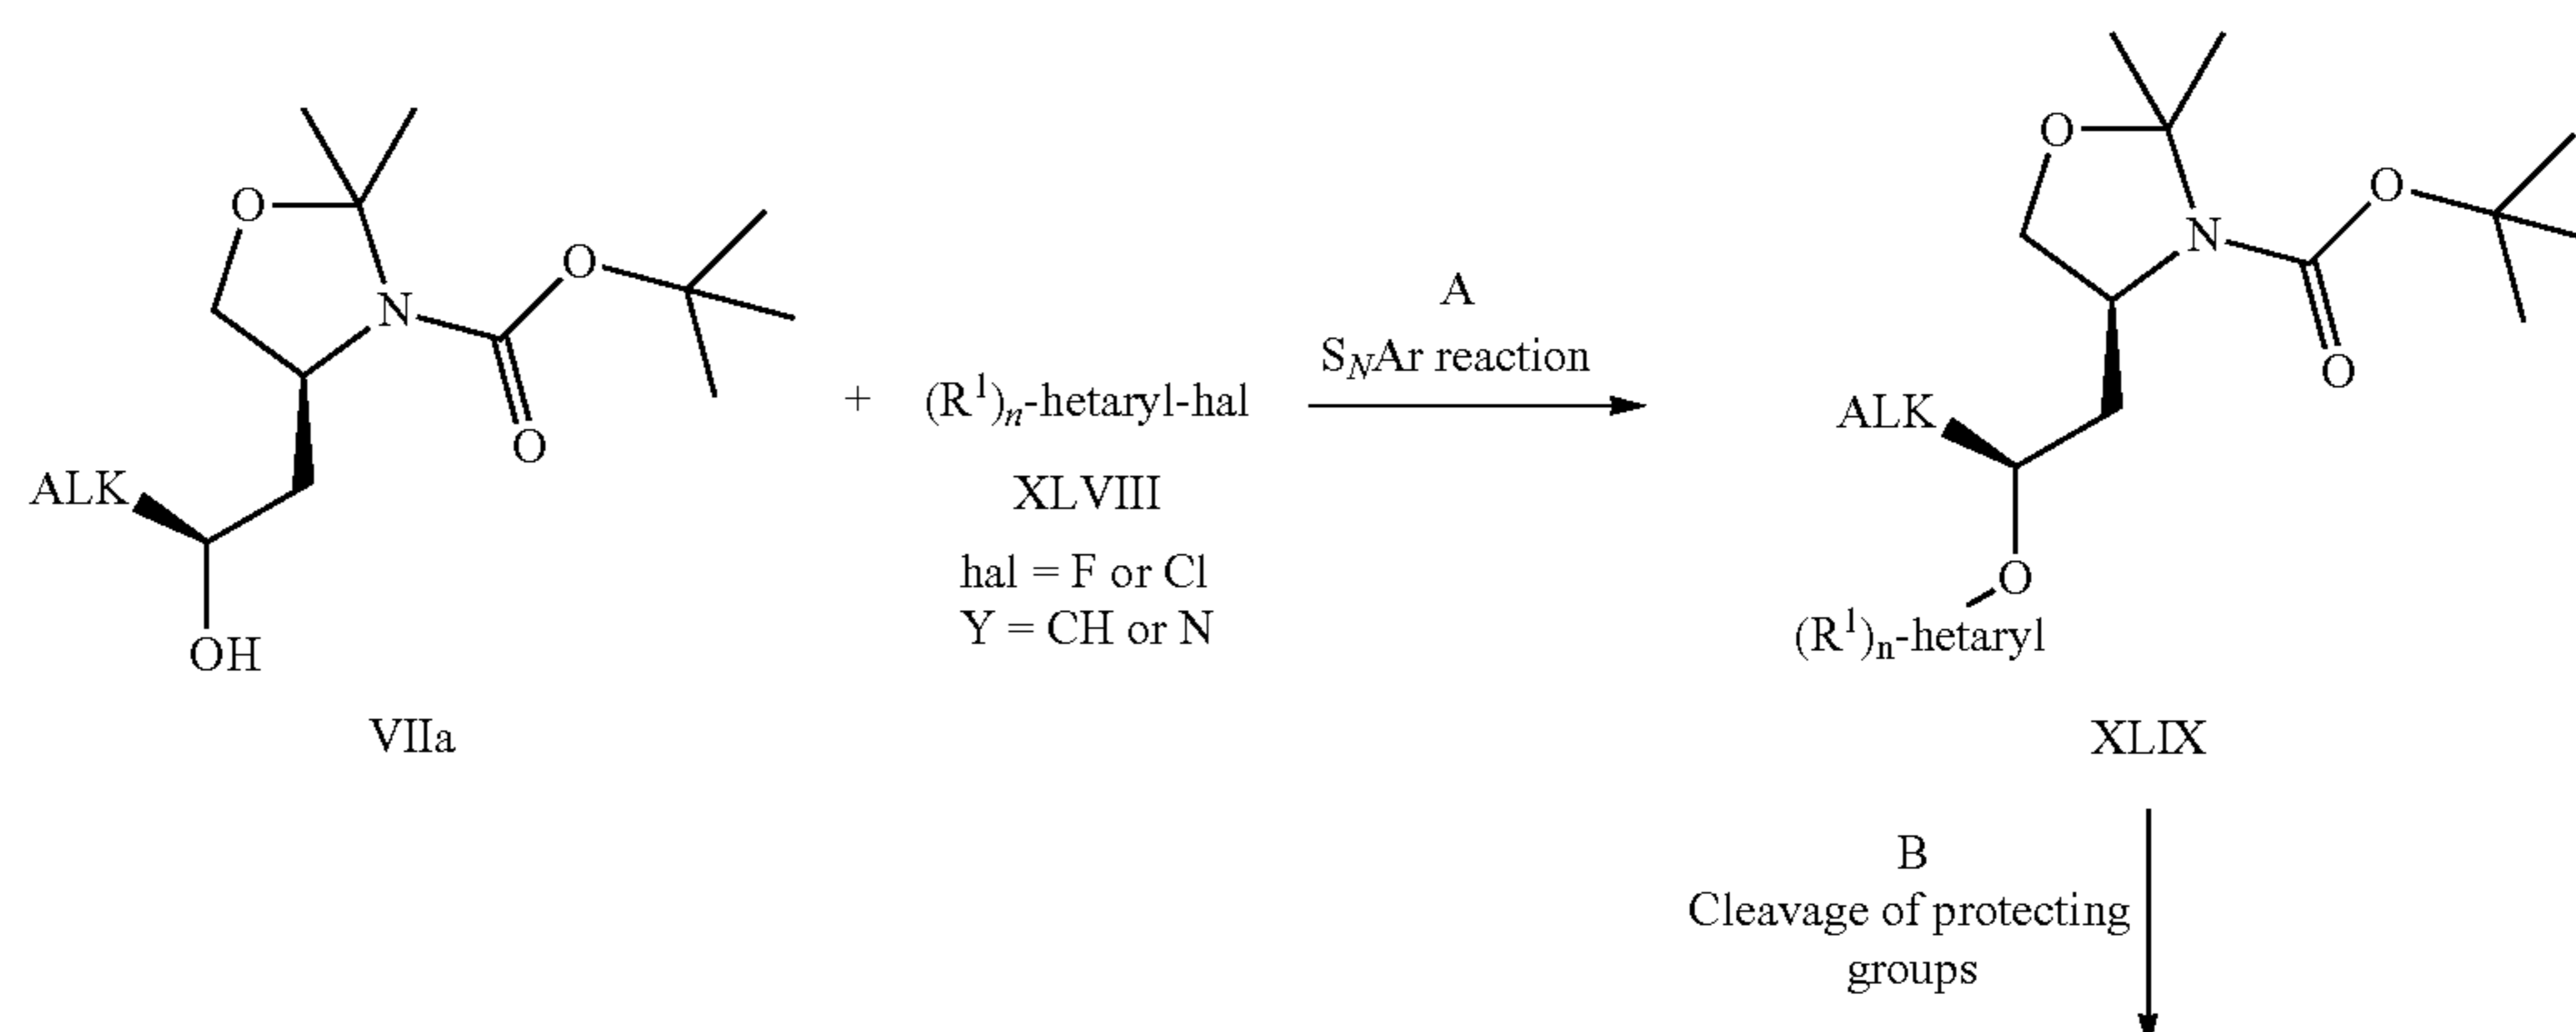 O
N
O
O
ALK
OH
VIIa
+
(R¹)ₙ-hetaryl-hal
XLVIII
hal = F or Cl
Y = CH or N
A
SₙAr reaction
O
N
O
O
ALK
O
(R¹)ₙ-hetaryl
XLIX
B
Cleavage of protecting
groups